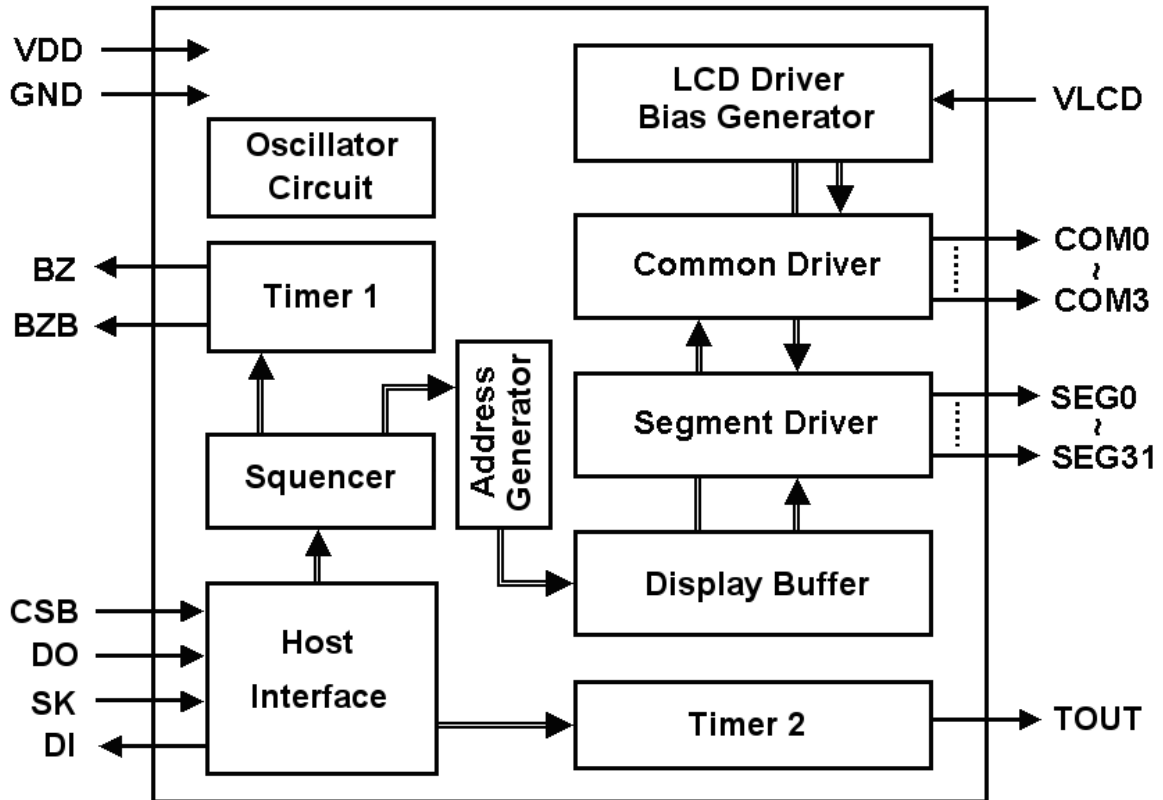 VDD
GND
LCD Driver
Bias Generator
VLCD
Oscillator
Circuit
BZ
BZB
Timer 1
Common Driver
COM0
~
COM3
Address
Generator
Segment Driver
SEG0
~
SEG31
Squencer
Display Buffer
CSB
DO
SK
DI
Host
Interface
Timer 2
TOUT